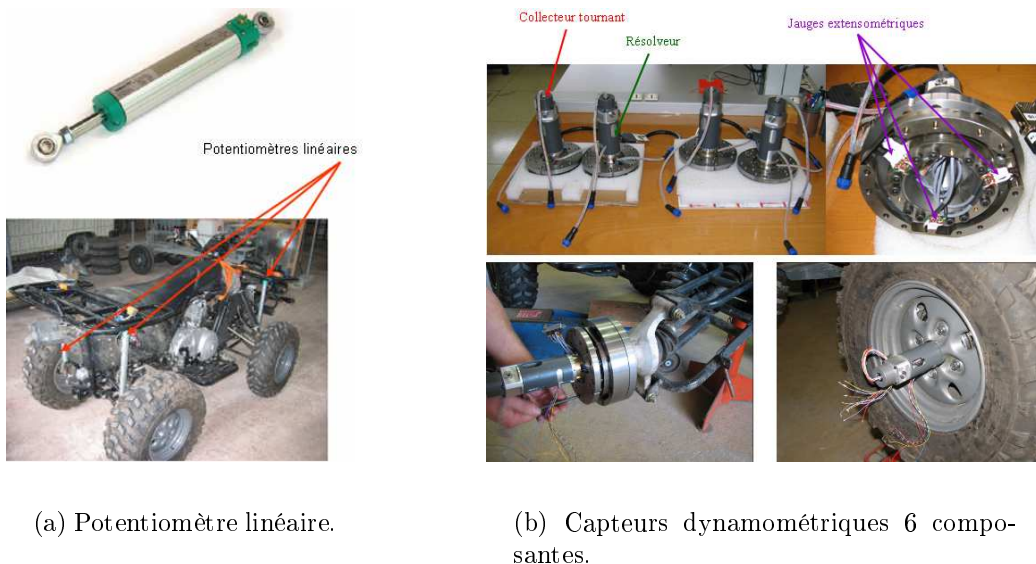 Collecteur tournant
Résolveur
Jauges extensométriques
Potentiomètres linéaires
(a) Potentiomètre linéaire.
(b) Capteurs dynamométriques 6 compo-
santes.